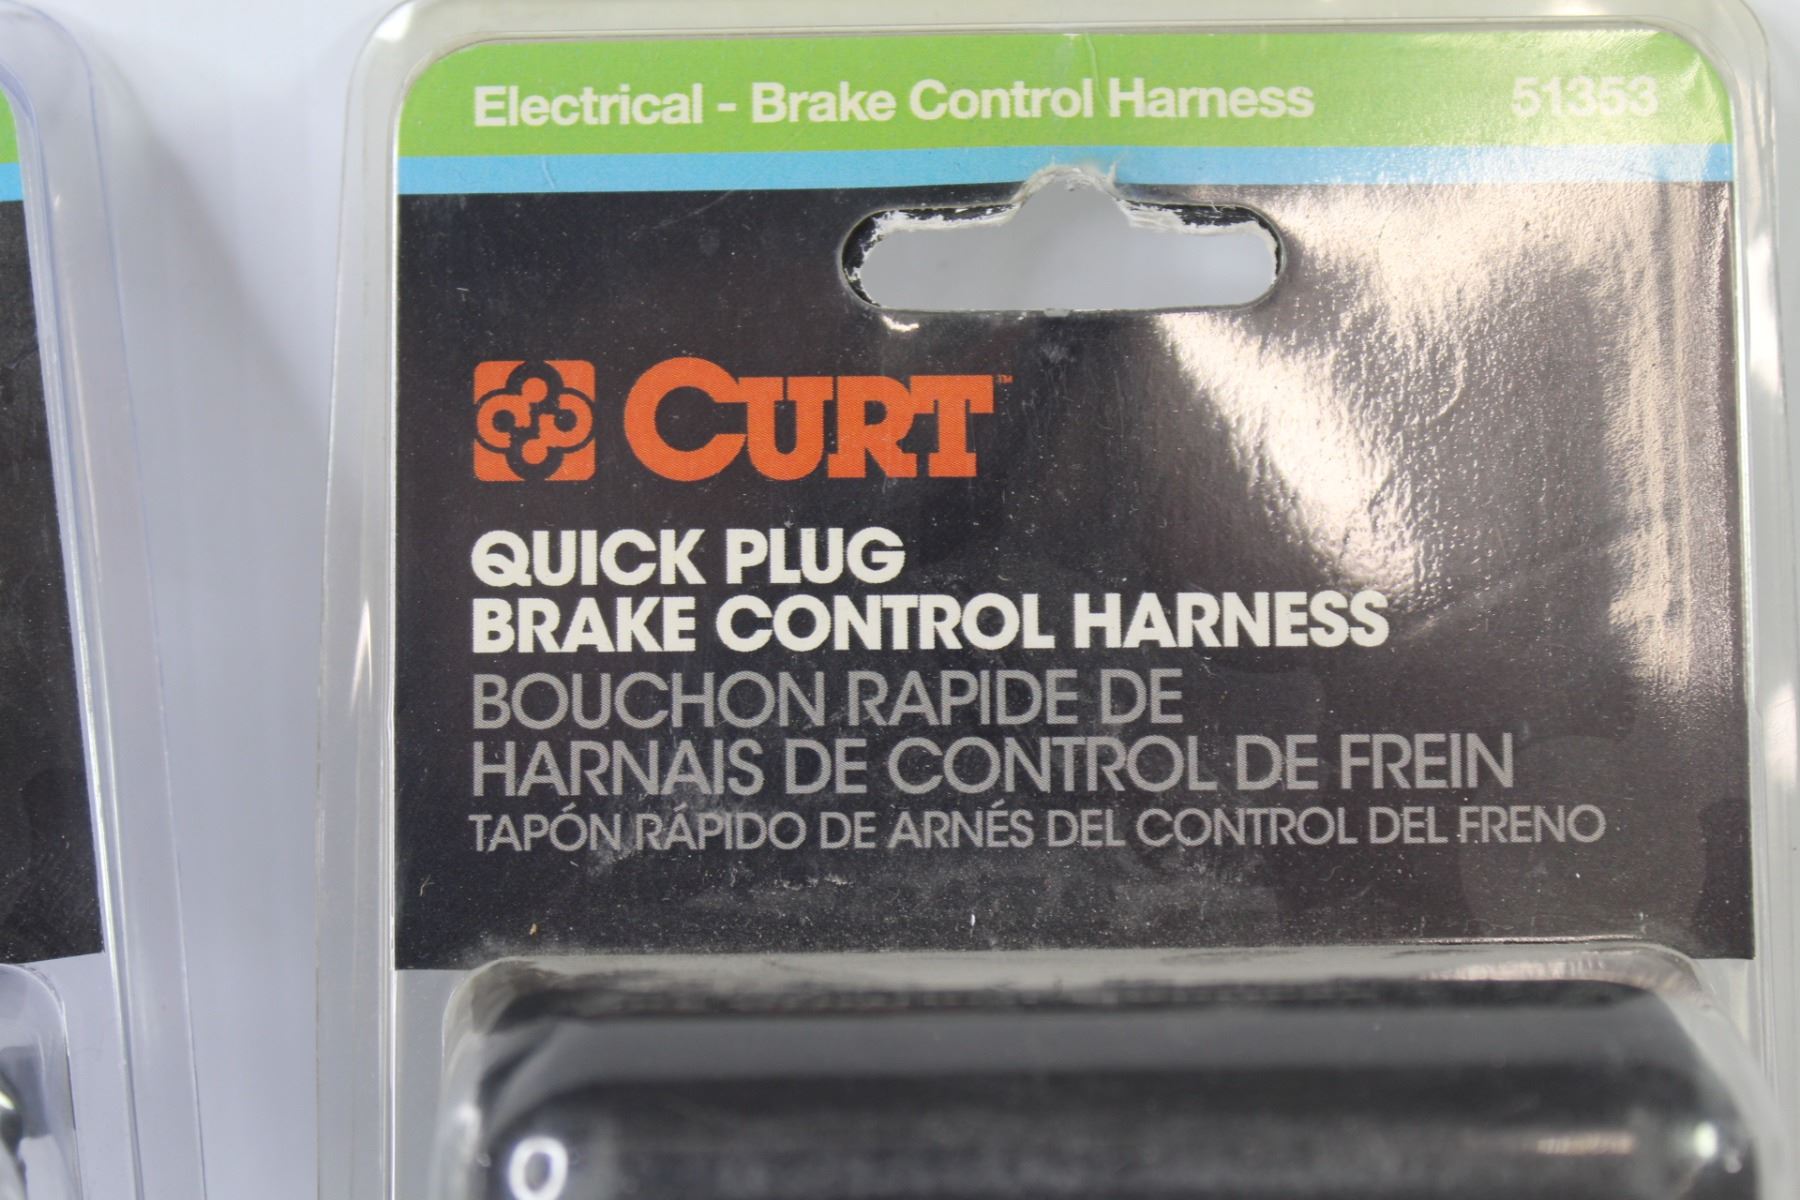 Electrical - Brake Control Harness 51353
CURT™
QUICK PLUG
BRAKE CONTROL HARNESS
BOUCHON RAPIDE DE
HARNAIS DE CONTROL DE FREIN
TAPÓN RÁPIDO DE ARNÉS DEL CONTROL DEL FRENO